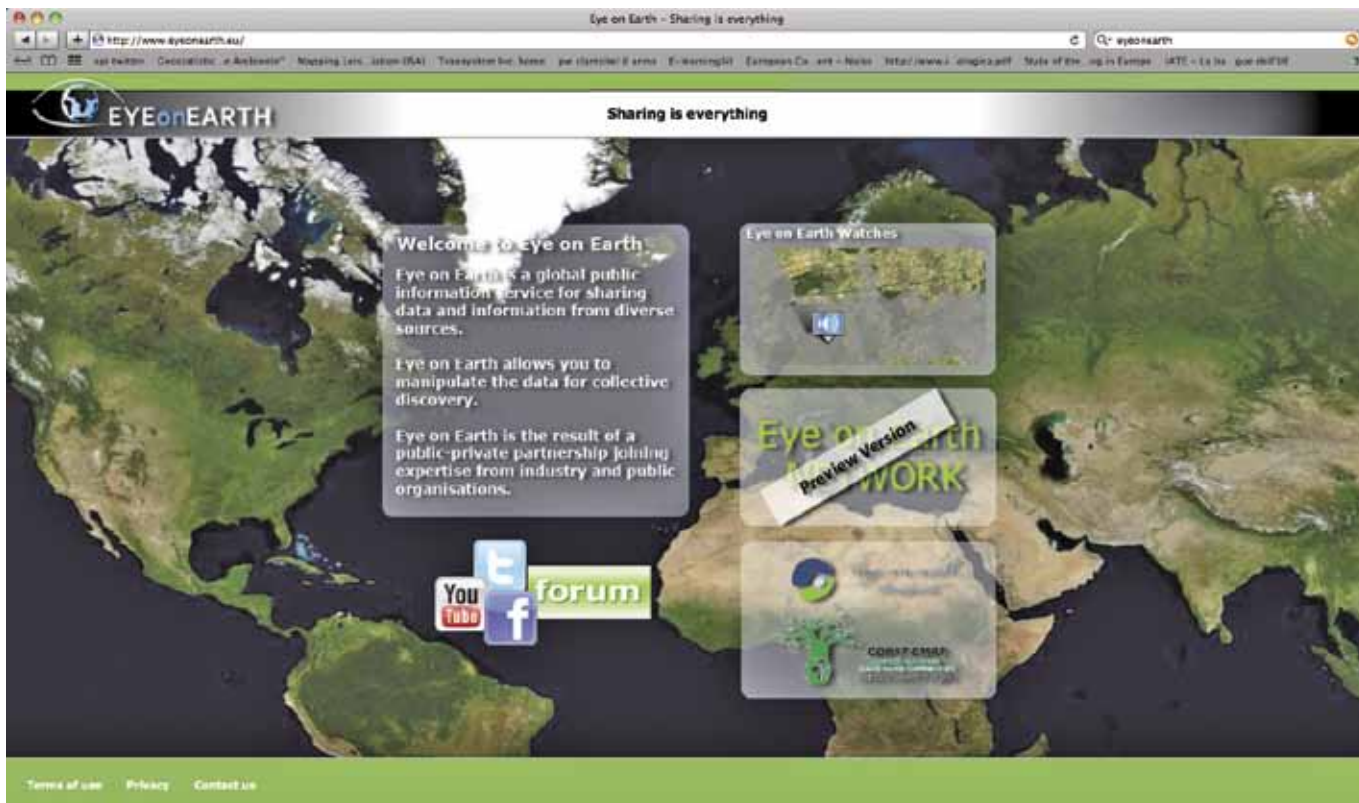 Eye on Earth - Sharing is everything
http://www.eyeonearth.eu/
eyeonearth
EYEonEARTH
Sharing is everything
Welcome to Eye on Earth
Eye on Earth is a global public
information service for sharing
data and information from diverse
sources.
Eye on Earth allows you to
manipulate the data for collective
discovery.
Eye on Earth is the result of a
public-private partnership joining
expertise from industry and public
organisations.
You
Tube
t
f
forum
Eye on Earth Watches
Eye on Earth
NETWORK
Preview Version
Terms of use Privacy Contact us